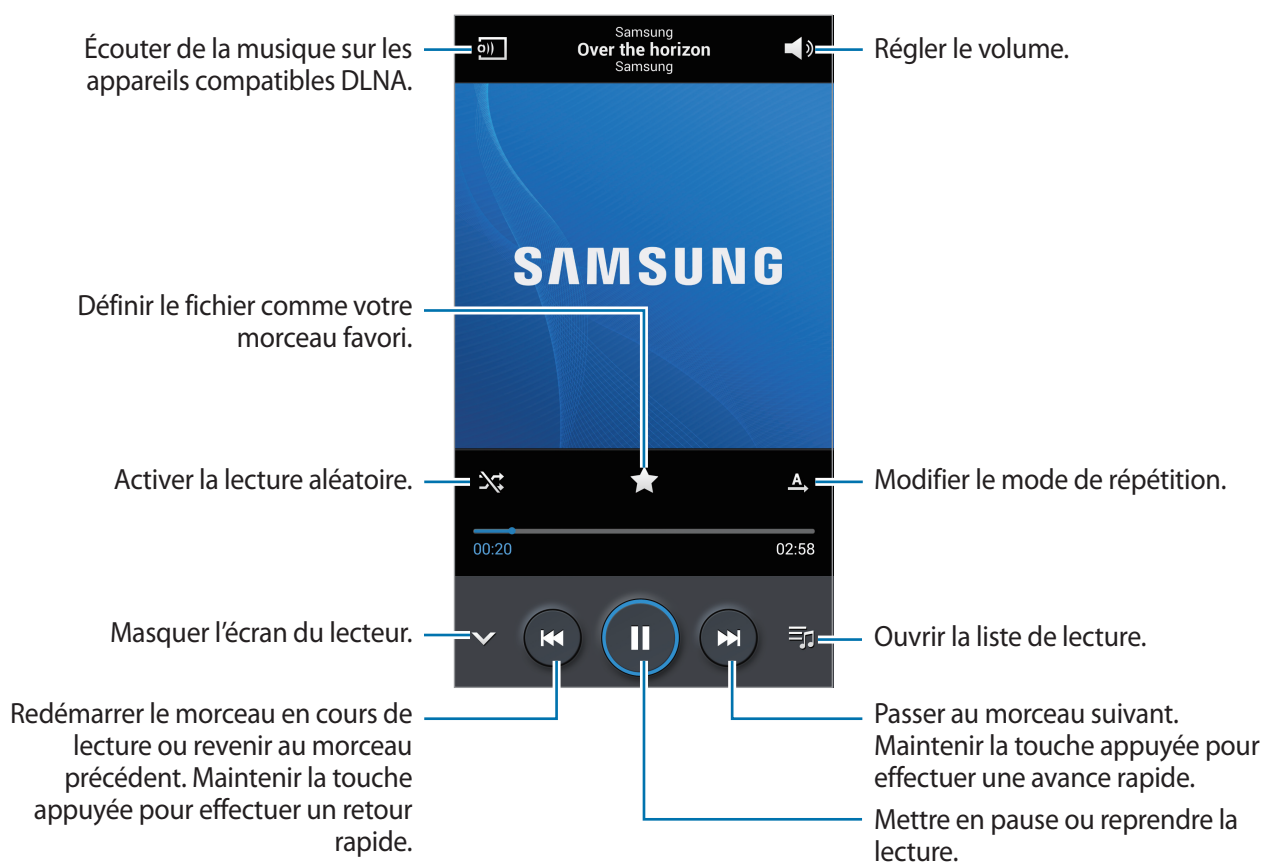 Écouter de la musique sur les
appareils compatibles DLNA.
Samsung
Over the horizon
Samsung
Régler le volume.
SAMSUNG
Définir le fichier comme votre
morceau favori.
Activer la lecture aléatoire.
A
Modifier le mode de répétition.
00:20
02:58
Masquer l'écran du lecteur.
Ouvrir la liste de lecture.
Redémarrer le morceau en cours de
lecture ou revenir au morceau
précédent. Maintenir la touche
appuyée pour effectuer un retour
rapide.
Passer au morceau suivant.
Maintenir la touche appuyée pour
effectuer une avance rapide.
Mettre en pause ou reprendre la
lecture.